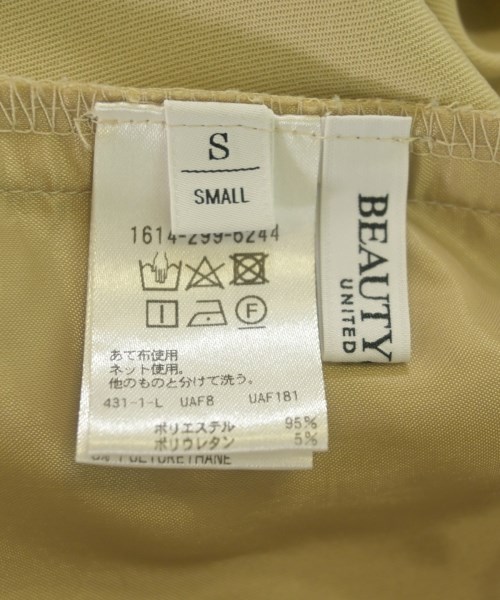 S
SMALL
BEAUTY
UNITED
1614-299-6244
F
あて布使用
ネット使用。
他のものと分けて洗う。
431-1-L UAF8 UAF181
ポリエステル 95%
ポリウレタン 5%
POLYURETHANE